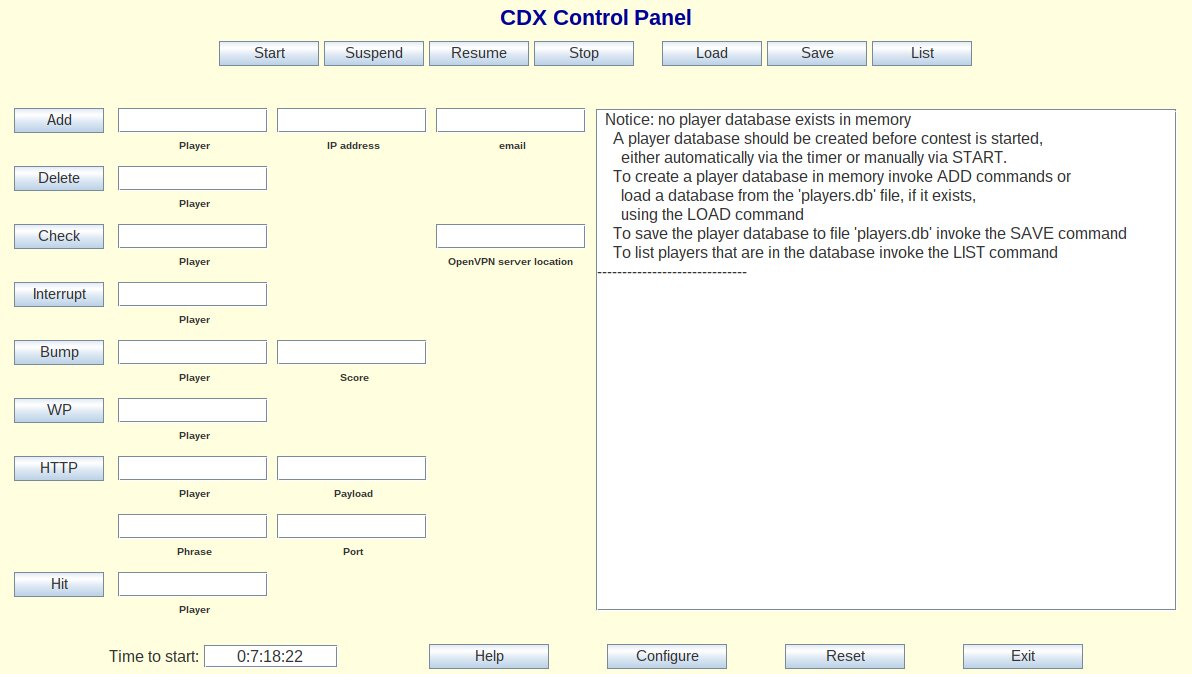 CDX Control Panel
Start Suspend Resume Stop Load Save List
Add
Player IP address email
Delete
Player
Check
Player OpenVPN server location
Interrupt
Player
Bump
Player Score
WP
Player
HTTP
Player Payload
Phrase Port
Hit
Player
Notice: no player database exists in memory
A player database should be created before contest is started,
either automatically via the timer or manually via START.
To create a player database in memory invoke ADD commands or
load a database from the 'players.db' file, if it exists,
using the LOAD command
To save the player database to file 'players.db' invoke the SAVE command
To list players that are in the database invoke the LIST command
------------------------------
Time to start: 0:7:18:22 Help Configure Reset Exit